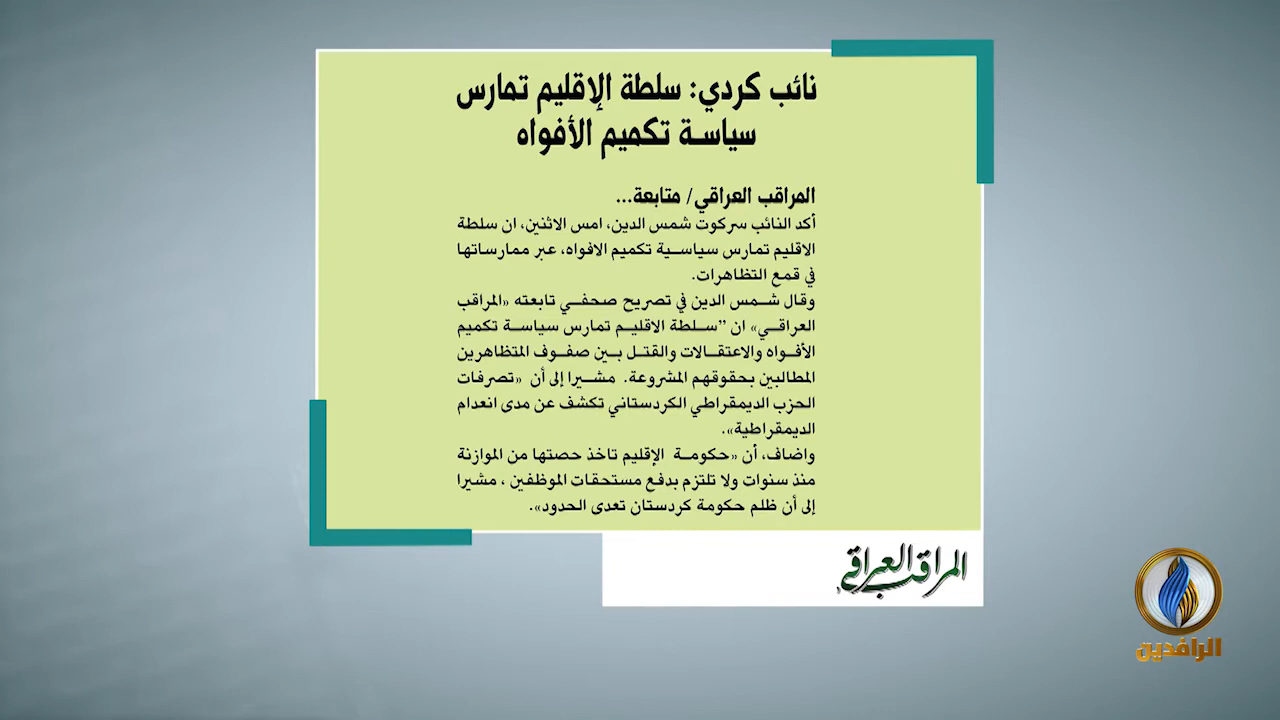 نائب كردي: سلطة الإقليم تمارس
سياسة تكميم الأفواه
المراقب العراقي/ متابعة...
أكد النائب سركوت شمس الدين، امس الاثنين، ان سلطة
الاقليم تمارس سياسية تكميم الافواه، عبر ممارساتها
في قمع التظاهرات.
وقال شمس الدين في تصريح صحفي تابعته «المراقب
العراقي» ان ”سلطة الاقليم تمارس سياسة تكميم
الأفواه والاعتقالات والقتل بين صفوف المتظاهرين
المطالبين بحقوقهم المشروعة. مشيرا إلى أن «تصرفات
الحزب الديمقراطي الكردستاني تكشف عن مدى انعدام
الديمقراطية».
واضاف، أن «حكومة الإقليم تاخذ حصتها من الموازنة
منذ سنوات ولا تلتزم بدفع مستحقات الموظفين ، مشيرا
إلى أن ظلم حكومة كردستان تعدى الحدود».
المراقب العراقي
الرافدين